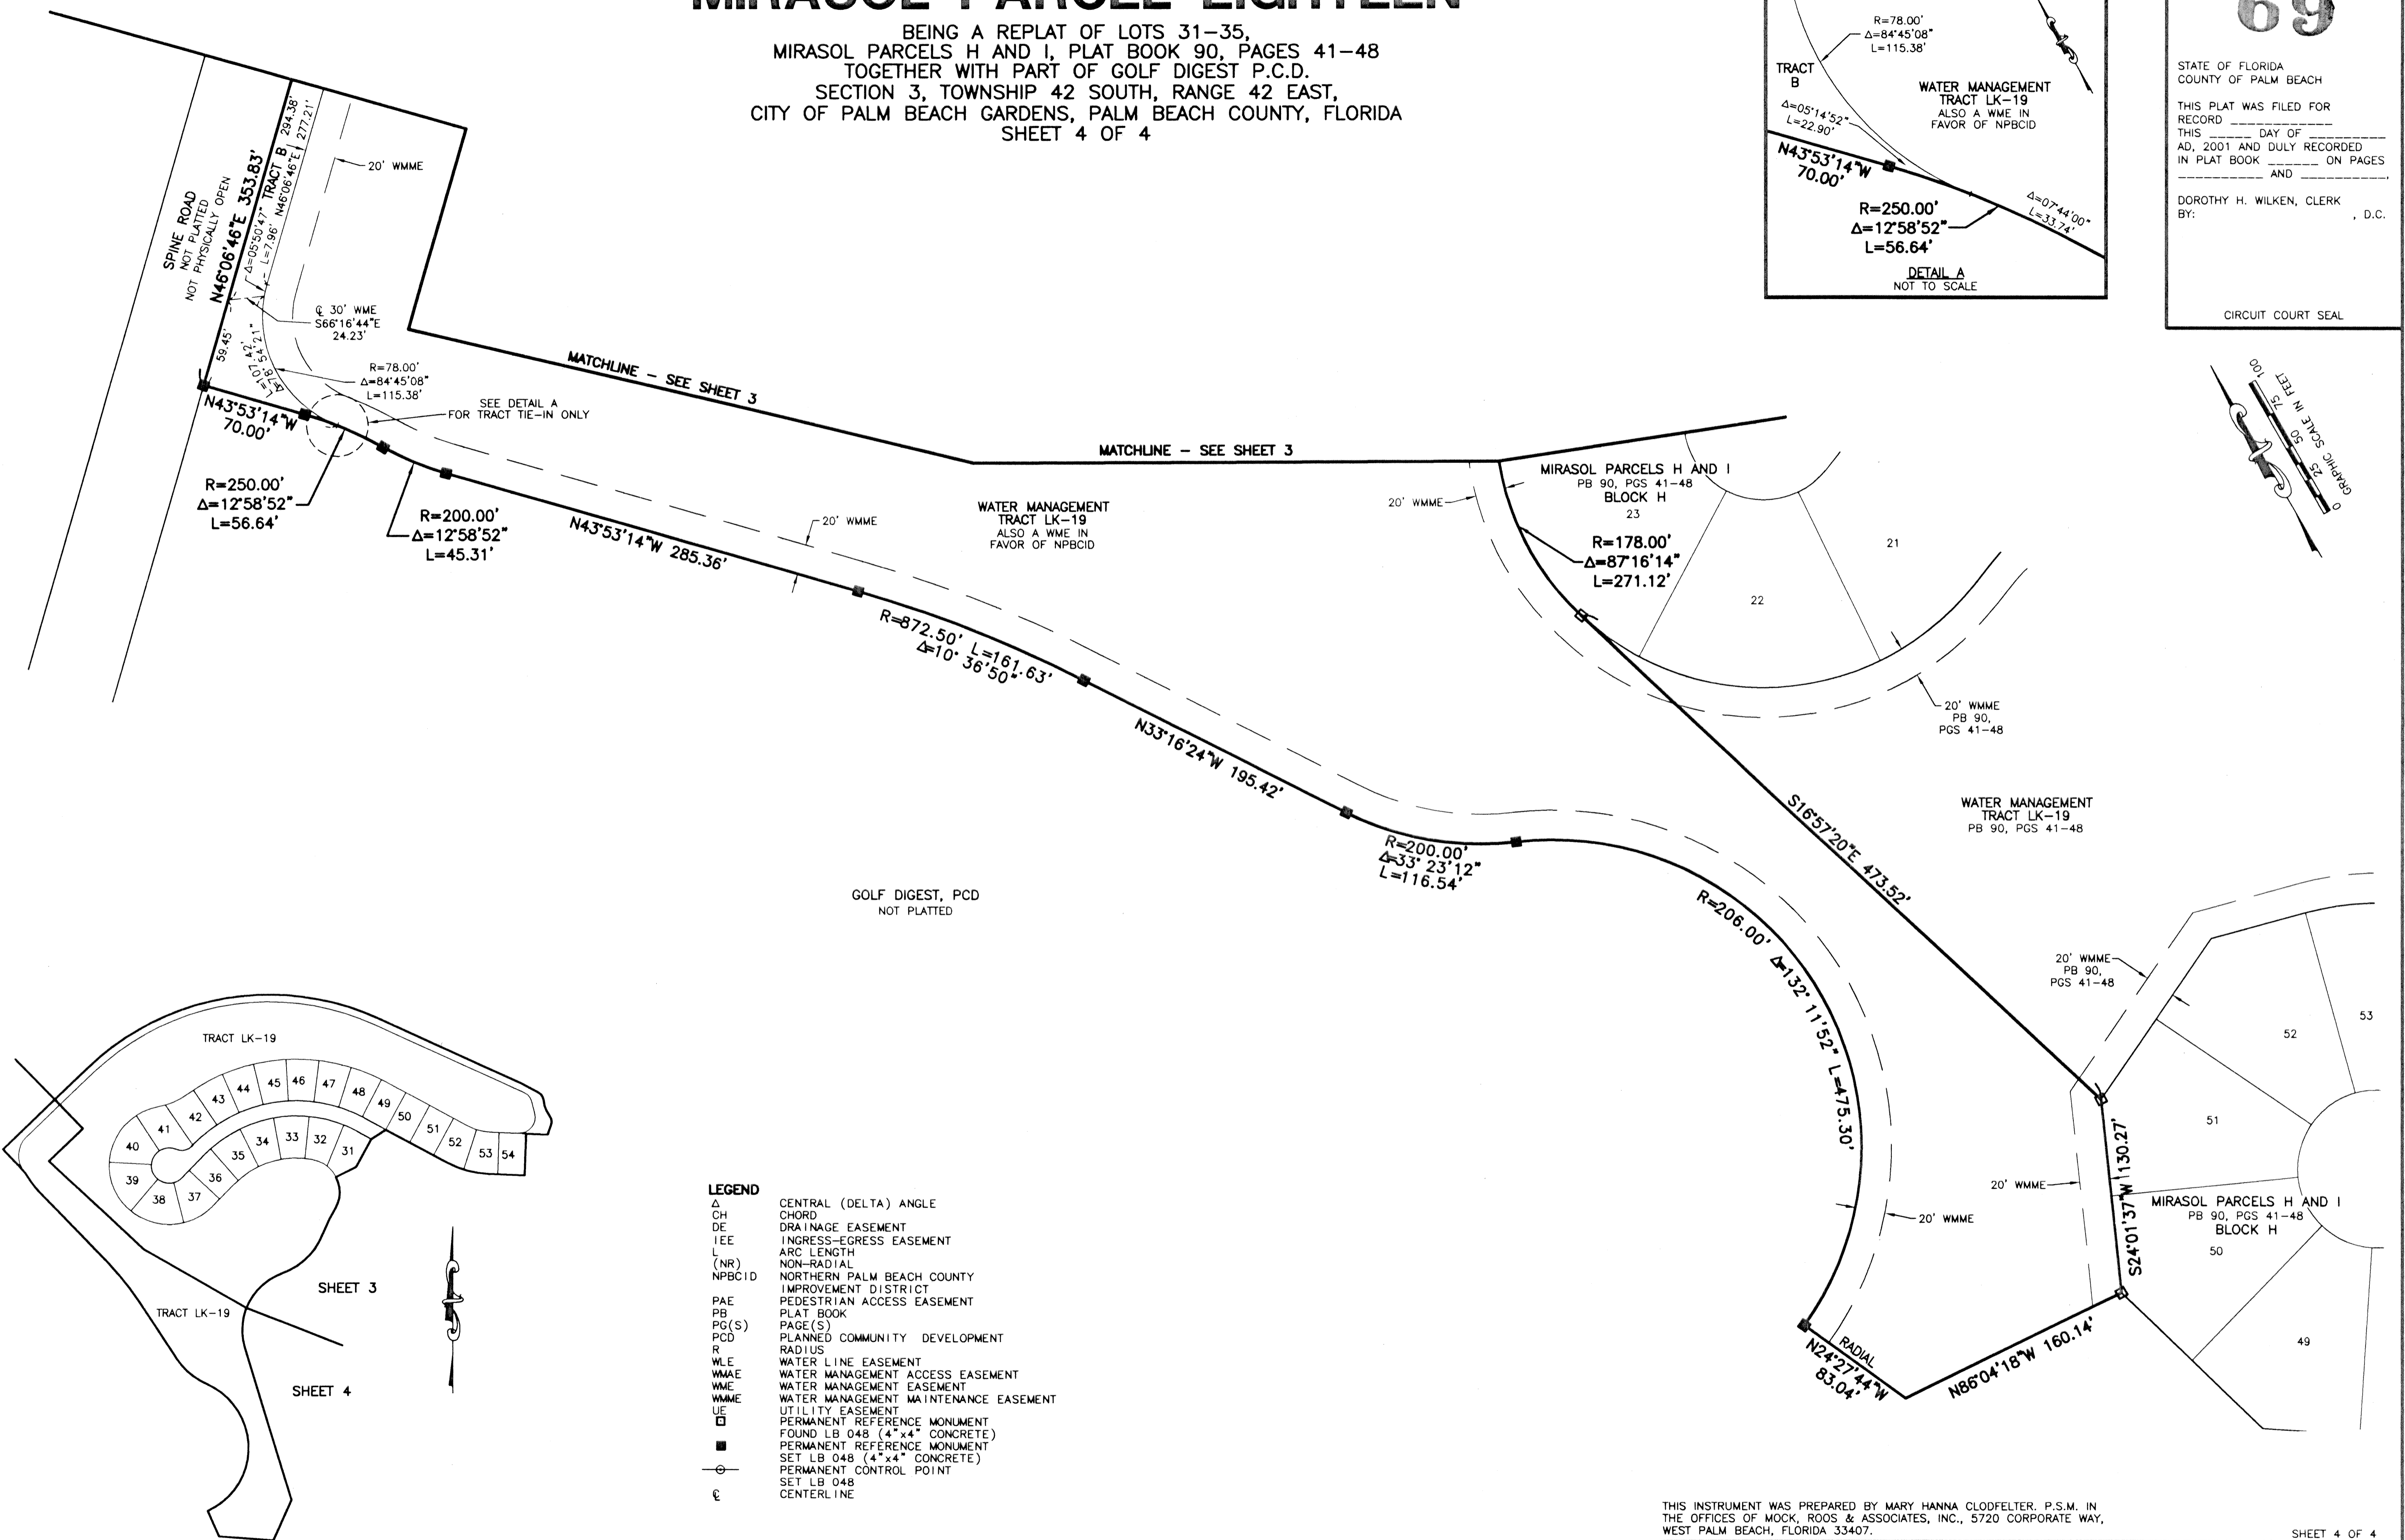 MIRASOL PARCEL EIGHTEEN
BEING A REPLAT OF LOTS 31-35,
MIRASOL PARCELS H AND I, PLAT BOOK 90, PAGES 41-48
TOGETHER WITH PART OF GOLF DIGEST P.C.D.
SECTION 3, TOWNSHIP 42 SOUTH, RANGE 42 EAST,
CITY OF PALM BEACH GARDENS, PALM BEACH COUNTY, FLORIDA
SHEET 4 OF 4
R=78.00'
Δ=84°45'08"
L=115.38'
TRACT
B
WATER MANAGEMENT
TRACT LK-19
ALSO A WME IN
FAVOR OF NPBCID
Δ=05°14'52"
L=22.90'
N43°53'14"W
70.00'
R=250.00'
Δ=12°58'52"
L=56.64'
Δ=07°44'00"
L=33.74'
DETAIL A
NOT TO SCALE
69
STATE OF FLORIDA
COUNTY OF PALM BEACH
THIS PLAT WAS FILED FOR
RECORD ____________
THIS _____ DAY OF _________
AD, 2001 AND DULY RECORDED
IN PLAT BOOK ______ ON PAGES
__________ AND __________.
DOROTHY H. WILKEN, CLERK
BY: , D.C.
CIRCUIT COURT SEAL
GRAPHIC SCALE IN FEET
0 25 50 75 100
SPINE ROAD
NOT PLATTED
NOT PHYSICALLY OPEN
N46°06'46"E 353.83'
Δ=05°50'47" TRACT B 294.38'
L=7.96' N46°06'46"E 277.21'
20' WMME
59.45'
L=107.42'
Δ=78°54'21"
℄ 30' WME
S66°16'44"E
24.23'
R=78.00'
Δ=84°45'08"
L=115.38'
SEE DETAIL A
FOR TRACT TIE-IN ONLY
N43°53'14"W
70.00'
R=250.00'
Δ=12°58'52"
L=56.64'
R=200.00'
Δ=12°58'52"
L=45.31'
N43°53'14"W 285.36'
MATCHLINE - SEE SHEET 3
MATCHLINE - SEE SHEET 3
20' WMME
WATER MANAGEMENT
TRACT LK-19
ALSO A WME IN
FAVOR OF NPBCID
20' WMME
MIRASOL PARCELS H AND I
PB 90, PGS 41-48
BLOCK H
23
R=178.00'
Δ=87°16'14"
L=271.12'
21
22
R=872.50' L=161.63'
Δ=10° 36'50"
N33°16'24"W 195.42'
20' WMME
PB 90,
PGS 41-48
R=200.00'
Δ=33° 23'12"
L=116.54'
S16°57'20"E 473.52'
WATER MANAGEMENT
TRACT LK-19
PB 90, PGS 41-48
GOLF DIGEST, PCD
NOT PLATTED
R=206.00' Δ=132° 11'52" L=475.30'
20' WMME
PB 90,
PGS 41-48
53
52
51
20' WMME
S24°01'37"W 130.27'
MIRASOL PARCELS H AND I
PB 90, PGS 41-48
BLOCK H
50
20' WMME
49
RADIAL
N24°27'44"W
83.04'
N86°04'18"W 160.14'
TRACT LK-19
40 41 42 43 44 45 46 47 48 49 50 51 52 53 54
39 38 37 36 35 34 33 32 31
SHEET 3
TRACT LK-19
SHEET 4
LEGEND
Δ CENTRAL (DELTA) ANGLE
CH CHORD
DE DRAINAGE EASEMENT
IEE INGRESS-EGRESS EASEMENT
L ARC LENGTH
(NR) NON-RADIAL
NPBCID NORTHERN PALM BEACH COUNTY
IMPROVEMENT DISTRICT
PAE PEDESTRIAN ACCESS EASEMENT
PB PLAT BOOK
PG(S) PAGE(S)
PCD PLANNED COMMUNITY DEVELOPMENT
R RADIUS
WLE WATER LINE EASEMENT
WMAE WATER MANAGEMENT ACCESS EASEMENT
WME WATER MANAGEMENT EASEMENT
WMME WATER MANAGEMENT MAINTENANCE EASEMENT
UE UTILITY EASEMENT
PERMANENT REFERENCE MONUMENT
FOUND LB 048 (4"x4" CONCRETE)
PERMANENT REFERENCE MONUMENT
SET LB 048 (4"x4" CONCRETE)
PERMANENT CONTROL POINT
SET LB 048
℄ CENTERLINE
THIS INSTRUMENT WAS PREPARED BY MARY HANNA CLODFELTER. P.S.M. IN
THE OFFICES OF MOCK, ROOS & ASSOCIATES, INC., 5720 CORPORATE WAY,
WEST PALM BEACH, FLORIDA 33407.
SHEET 4 OF 4